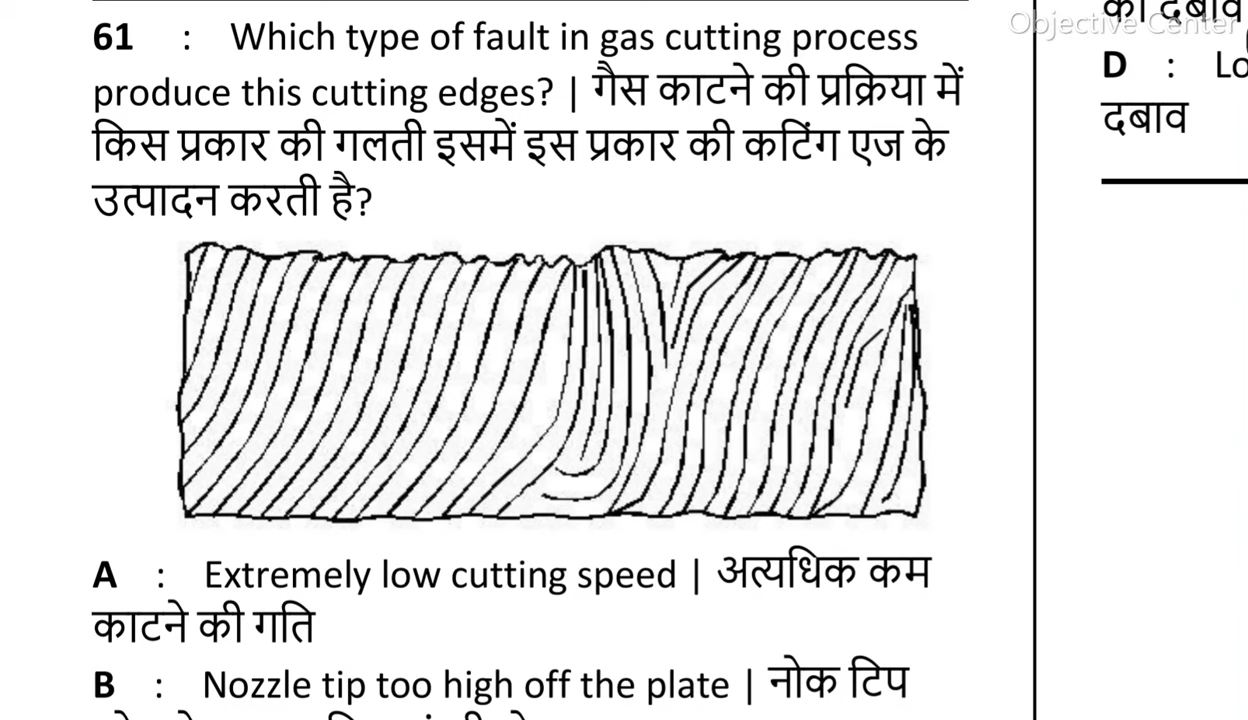 61 : Which type of fault in gas cutting process
produce this cutting edges? | गैस काटने की प्रक्रिया में
किस प्रकार की गलती इसमें इस प्रकार की कटिंग एज के
उत्पादन करती है?
A : Extremely low cutting speed | अत्यधिक कम
काटने की गति
B : Nozzle tip too high off the plate | नोक टिप
का दबाव
Objective Center
D : Lo
दबाव